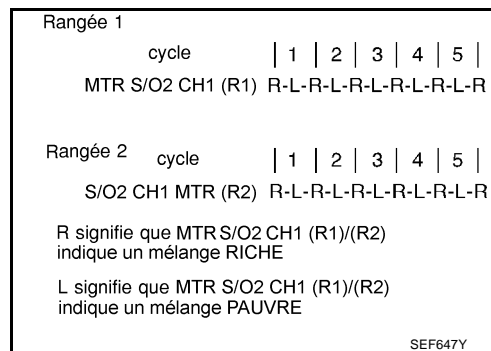 Rangée 1
cycle | 1 | 2 | 3 | 4 | 5 |
MTR S/O2 CH1 (R1) R-L-R-L-R-L-R-L-R-L-R
Rangée 2 cycle | 1 | 2 | 3 | 4 | 5 |
S/O2 CH1 MTR (R2) R-L-R-L-R-L-R-L-R-L-R
R signifie que MTR S/O2 CH1 (R1)/(R2)
indique un mélange RICHE
L signifie que MTR S/O2 CH1 (R1)/(R2)
indique un mélange PAUVRE
SEF647Y